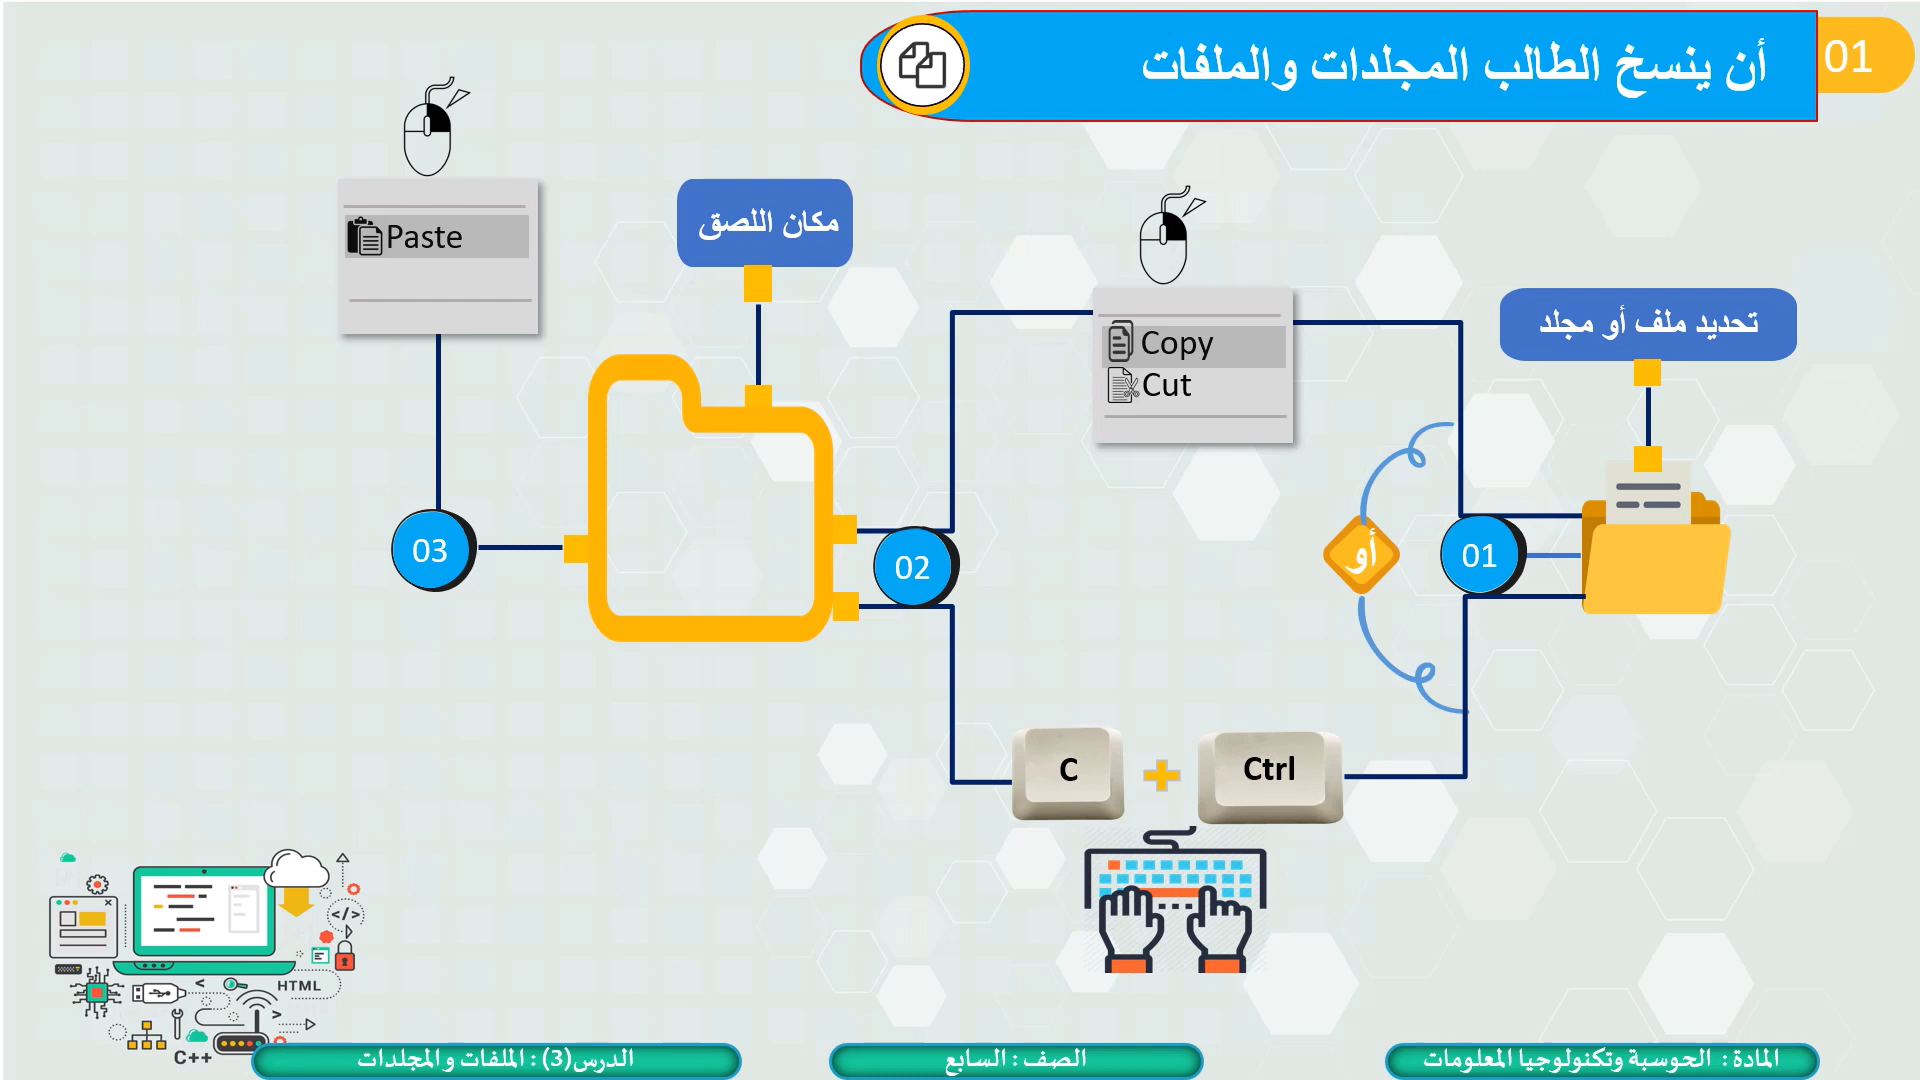 01
أن ينسخ الطالب المجلدات والملفات
تحديد ملف أو مجلد
01
أو
Copy
Cut
Ctrl
C
02
مكان اللصق
03
Paste
HTML
</>
C++
المادة : الحوسبة وتكنولوجيا المعلومات
الصف : السابع
الدرس(3) : الملفات والمجلدات